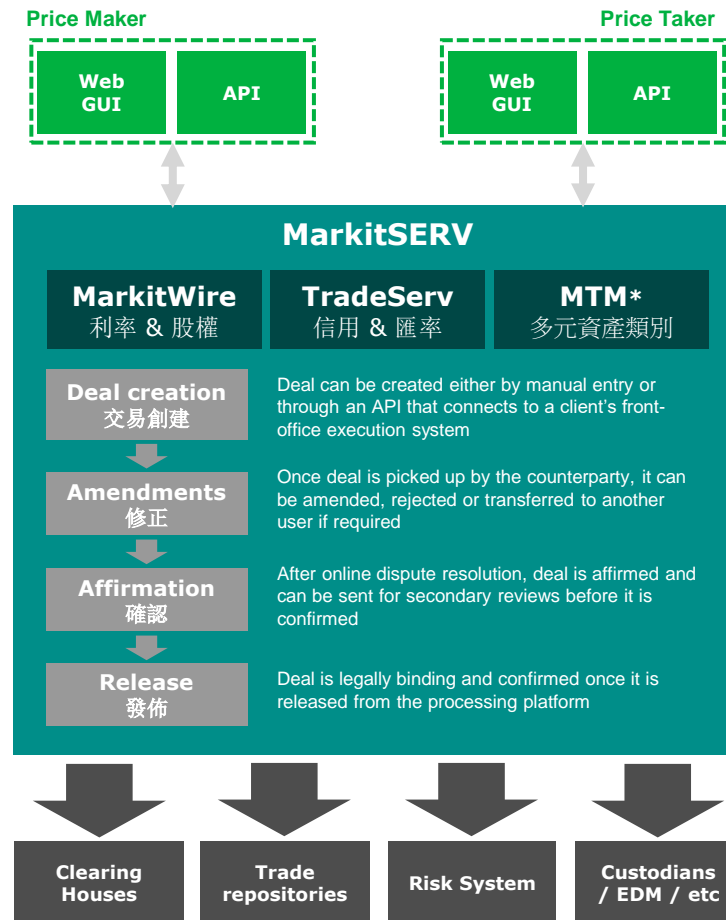 Price Maker
Price Taker
Web
GUI
API
Web
GUI
API
MarkitSERV
MarkitWire
利率 & 股權
TradeServ
信用 & 匯率
MTM*
多元資產類別
Deal creation
交易創建
Deal can be created either by manual entry or
through an API that connects to a client's front-
office execution system
Amendments
修正
Once deal is picked up by the counterparty, it can
be amended, rejected or transferred to another
user if required
Affirmation
確認
After online dispute resolution, deal is affirmed and
can be sent for secondary reviews before it is
confirmed
Release
發佈
Deal is legally binding and confirmed once it is
released from the processing platform
Clearing
Houses
Trade
repositories
Risk System
Custodians
/ EDM / etc